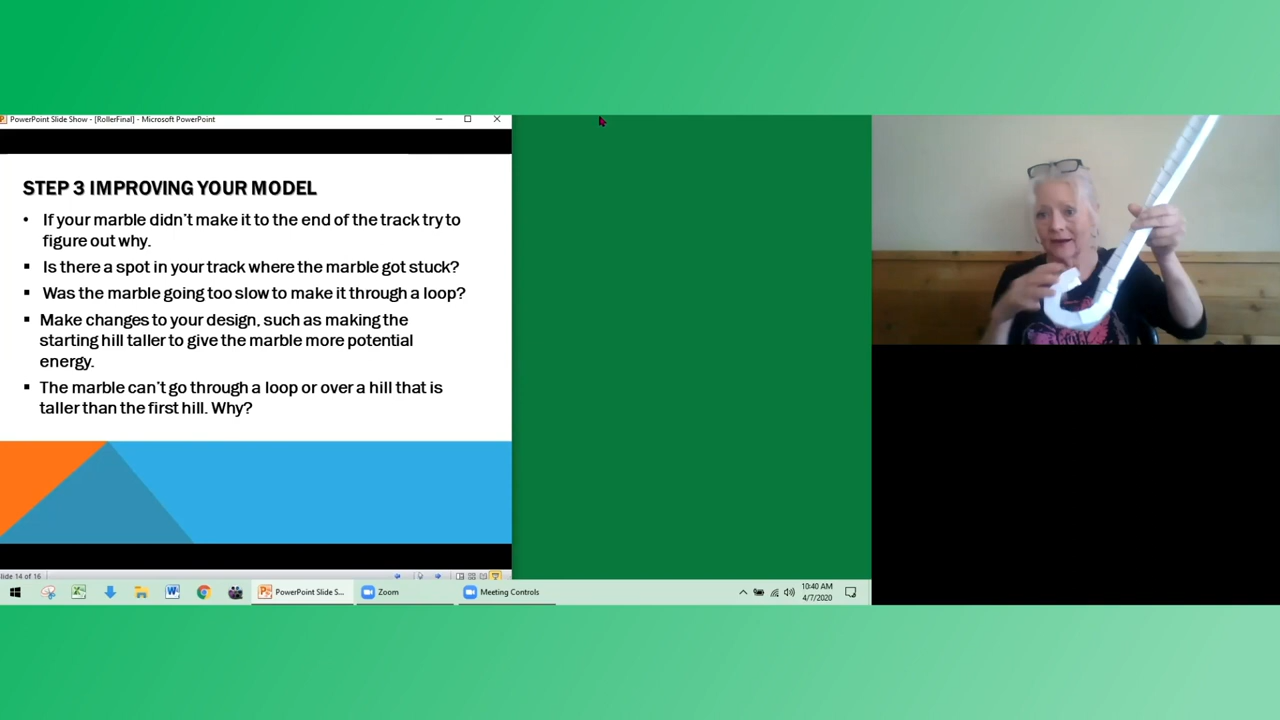 PowerPoint Slide Show - [RollerFinal] - Microsoft PowerPoint
STEP 3 IMPROVING YOUR MODEL
• If your marble didn't make it to the end of the track try to
figure out why.
▪ Is there a spot in your track where the marble got stuck?
▪ Was the marble going too slow to make it through a loop?
▪ Make changes to your design, such as making the
starting hill taller to give the marble more potential
energy.
▪ The marble can't go through a loop or over a hill that is
taller than the first hill. Why?
lide 14 of 16
PowerPoint Slide S...
Zoom
Meeting Controls
10:40 AM
4/7/2020